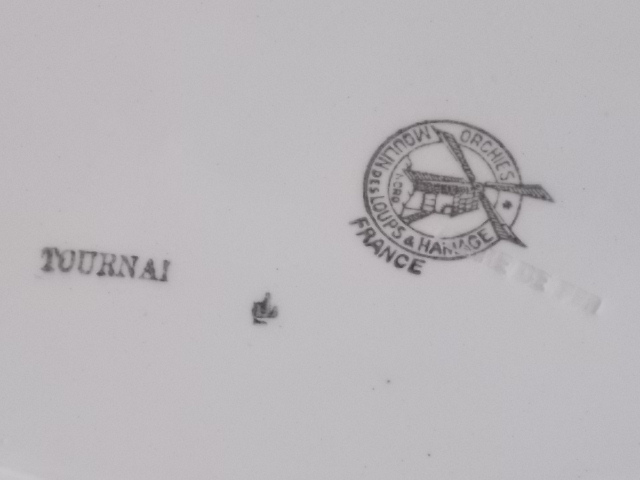 ORCHIES
MOULIN DES LOUPS & HAMAGE
FRANCE
TOURNAI